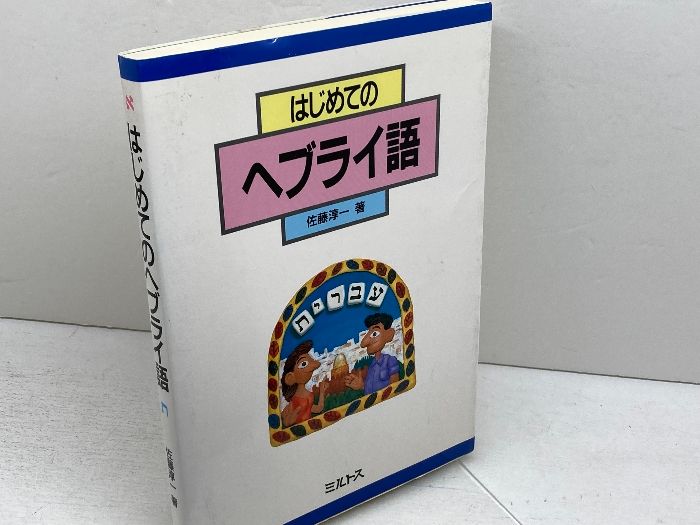 はじめての
ヘブライ語
佐藤淳一 著
עברית
ミルトス
א
はじめてのヘブライ語
ת
佐藤淳一 著